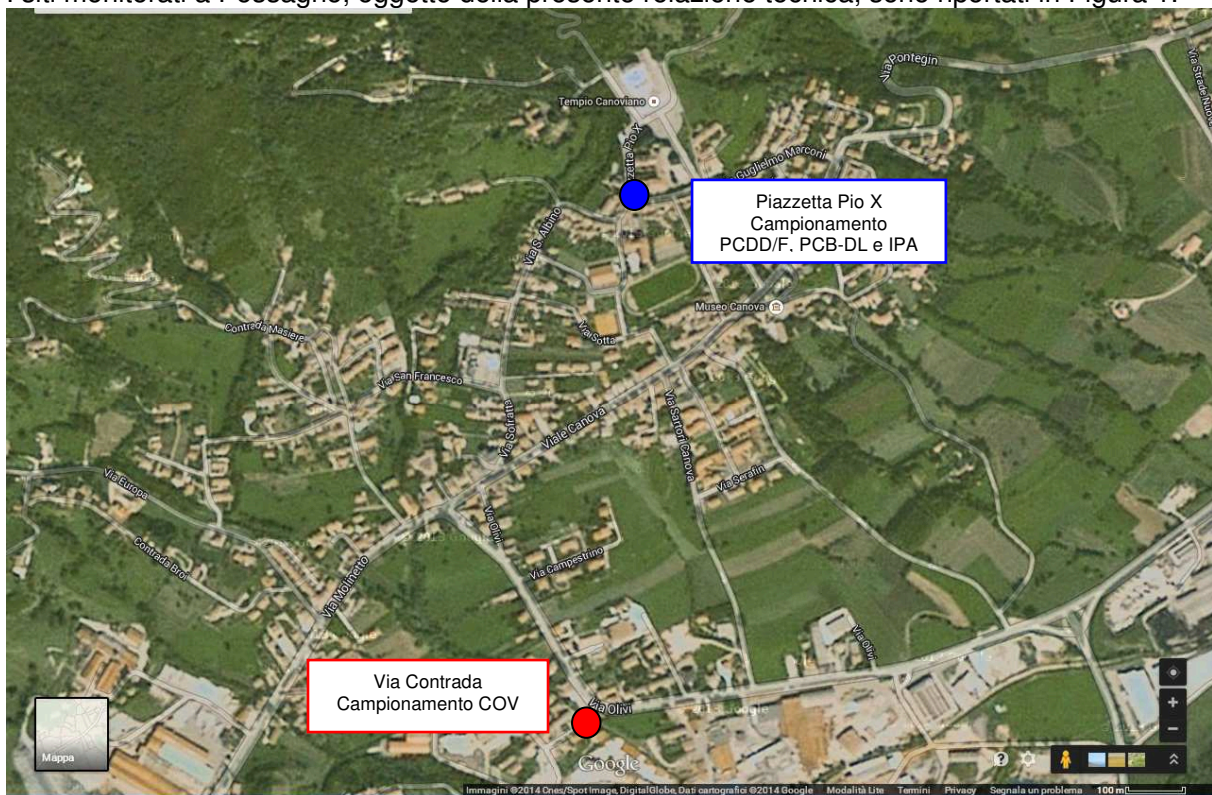 I siti monitorati a Possagno, oggetto della presente relazione tecnica, sono riportati in Figura 1.
Via Pontegin
Via Strade Nuove
Tempio Canoviano
Piazzetta Pio X
Guglielmo Marconi
Piazzetta Pio X
Campionamento
PCDD/F, PCB-DL e IPA
Via S. Albino
Museo Canova
Contrada Masiere
Via Sotta
Via San Francesco
Via Sofratta
Viale Canova
Via Sartori Canova
Via Serafin
Via Europa
Via Olivi
Contrada Broi
Via Campestrino
Via Molinetto
Via Olivi
Via Contrada
Campionamento COV
Via Olivi
Mappa
Google
Immagini ©2014 Cnes/Spot Image, DigitalGlobe, Dati cartografici ©2014 Google Modalità Lite Termini Privacy Segnala un problema 100 m